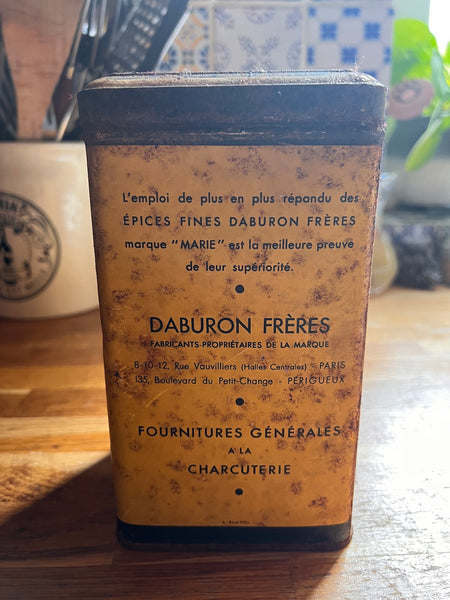 L'emploi de plus en plus répandu des
ÉPICES FINES DABURON FRÈRES
marque "MARIE" est la meilleure preuve
de leur supériorité.
DABURON FRÈRES
FABRICANTS-PROPRIÉTAIRES DE LA MARQUE
8-10-12, Rue Vauvilliers (Halles Centrales) - PARIS
135, Boulevard du Petit-Change - PÉRIGUEUX
FOURNITURES GÉNÉRALES
A LA
CHARCUTERIE